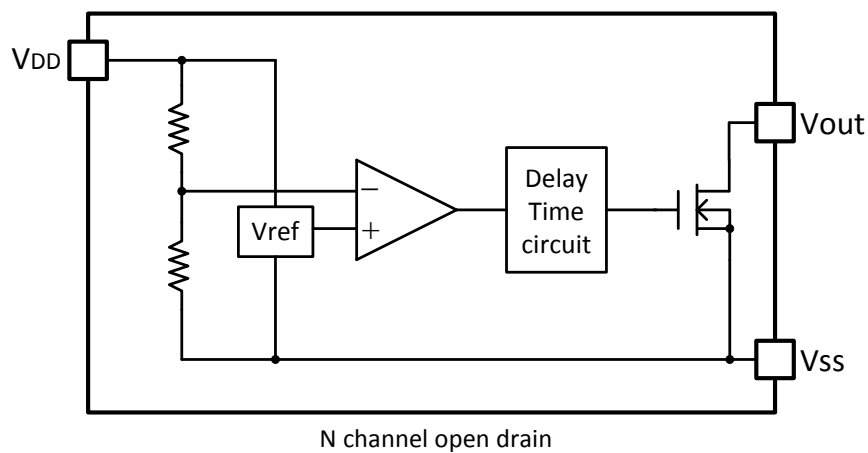 VDD
Vout
−
Vref
+
Delay
Time
circuit
Vss
N channel open drain